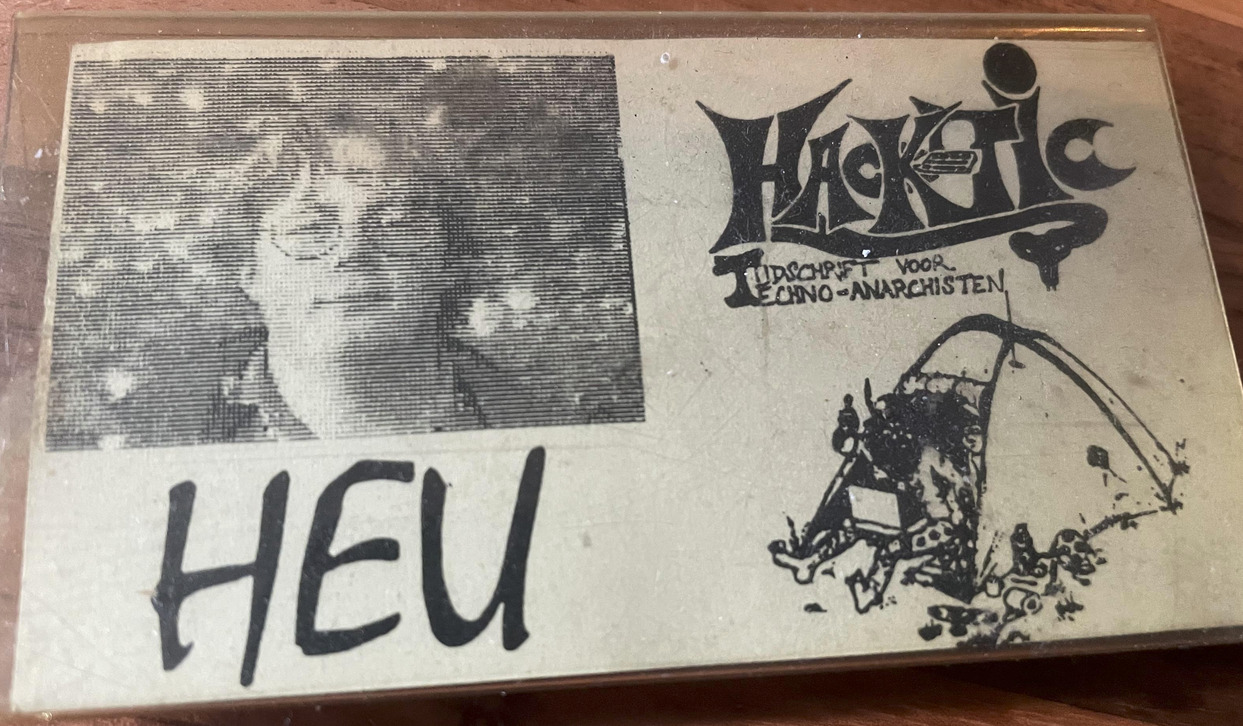 HACK-TIC
TIJDSCHRIFT VOOR
TECHNO-ANARCHISTEN
HEU